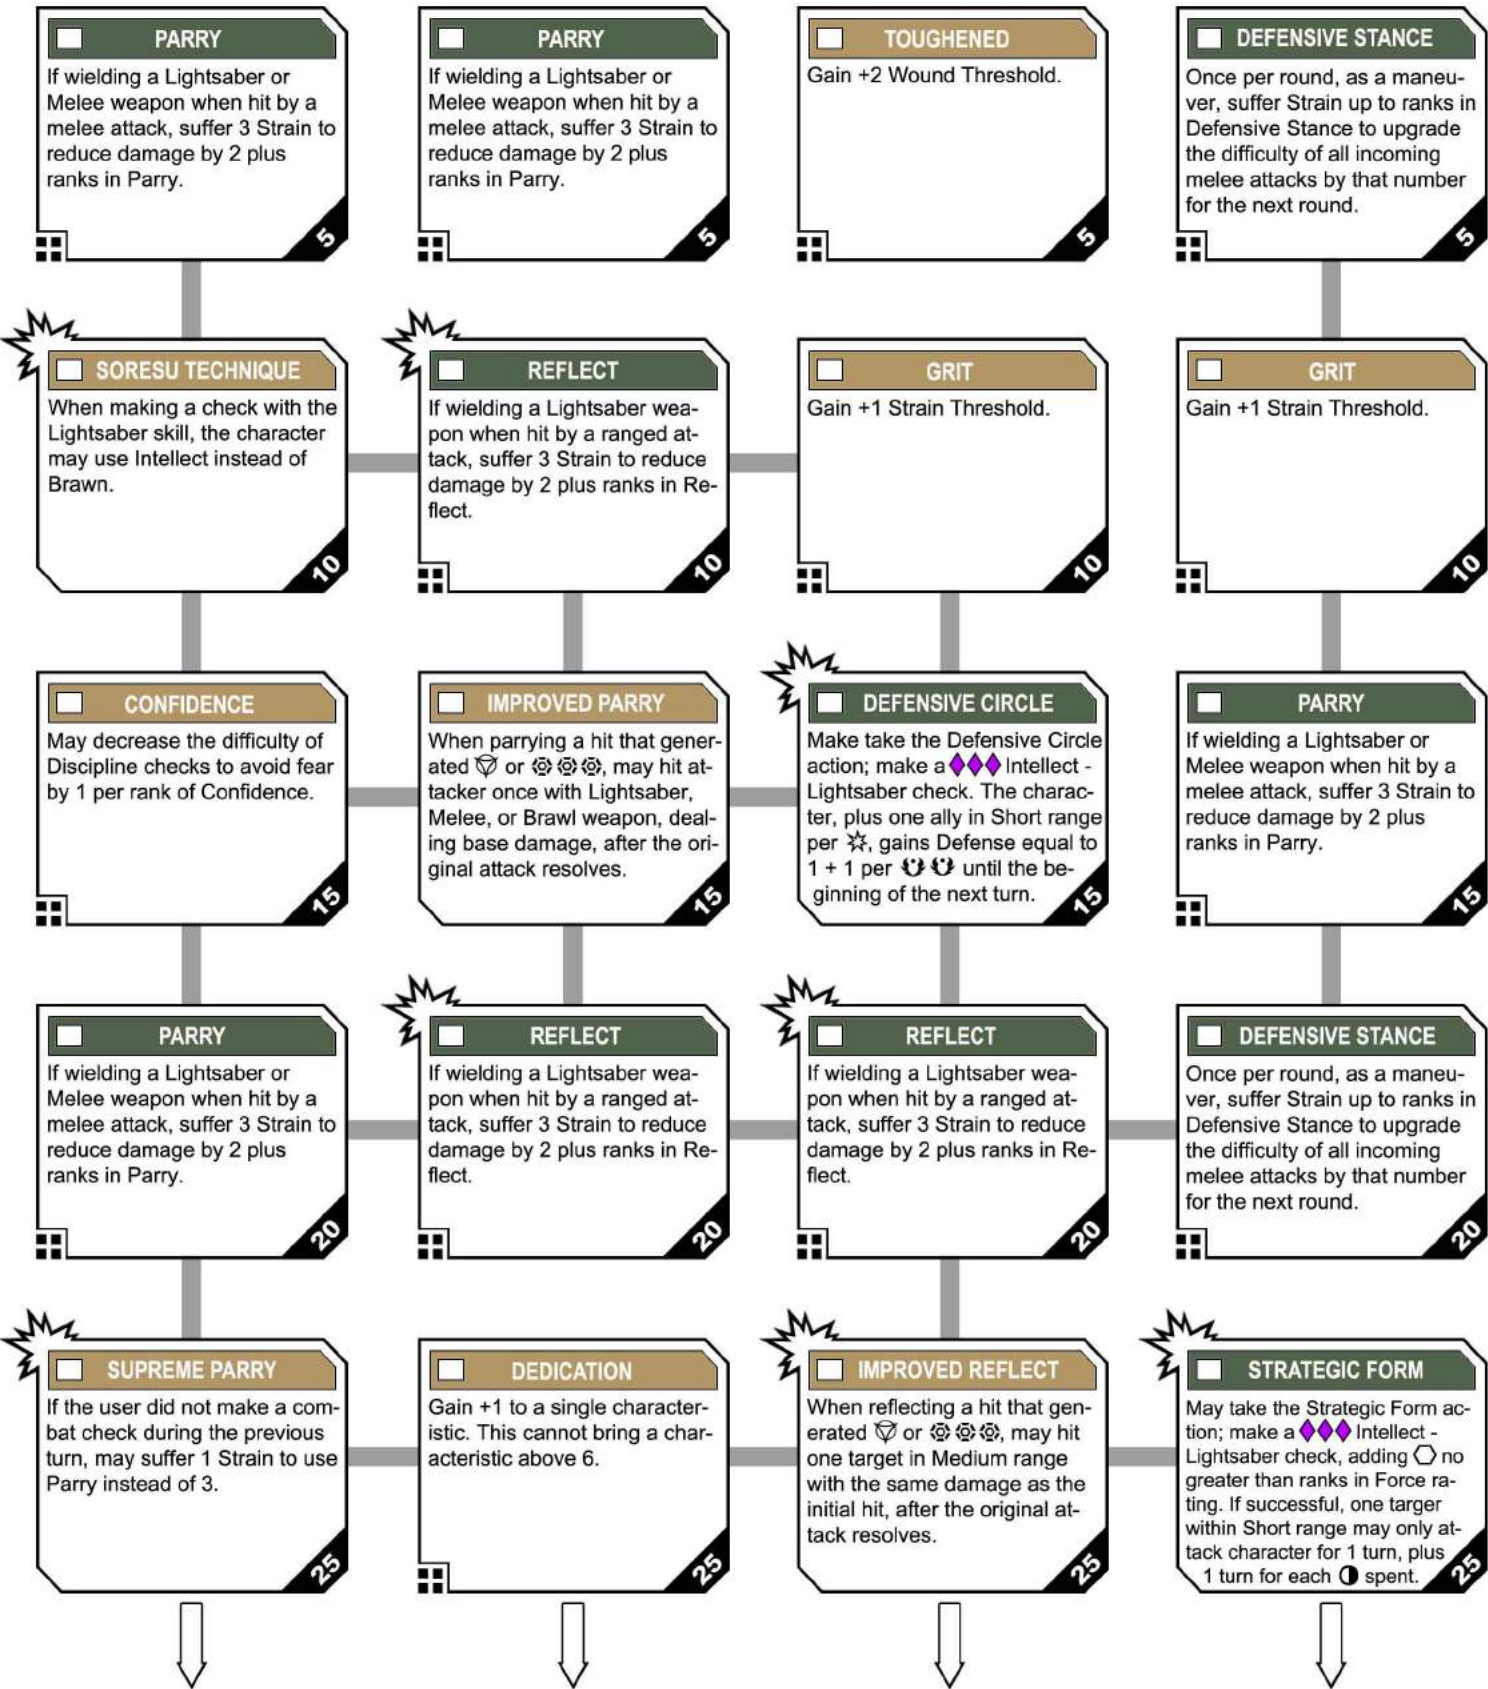 PARRY
If wielding a Lightsaber or
Melee weapon when hit by a
melee attack, suffer 3 Strain to
reduce damage by 2 plus
ranks in Parry.
5
PARRY
If wielding a Lightsaber or
Melee weapon when hit by a
melee attack, suffer 3 Strain to
reduce damage by 2 plus
ranks in Parry.
5
TOUGHENED
Gain +2 Wound Threshold.
5
DEFENSIVE STANCE
Once per round, as a maneu-
ver, suffer Strain up to ranks in
Defensive Stance to upgrade
the difficulty of all incoming
melee attacks by that number
for the next round.
5
SORESU TECHNIQUE
When making a check with the
Lightsaber skill, the character
may use Intellect instead of
Brawn.
10
REFLECT
If wielding a Lightsaber wea-
pon when hit by a ranged at-
tack, suffer 3 Strain to reduce
damage by 2 plus ranks in Re-
flect.
10
GRIT
Gain +1 Strain Threshold.
10
GRIT
Gain +1 Strain Threshold.
10
CONFIDENCE
May decrease the difficulty of
Discipline checks to avoid fear
by 1 per rank of Confidence.
15
IMPROVED PARRY
When parrying a hit that gener-
ated or , may hit at-
tacker once with Lightsaber,
Melee, or Brawl weapon, deal-
ing base damage, after the ori-
ginal attack resolves.
15
DEFENSIVE CIRCLE
Make take the Defensive Circle
action; make a Intellect -
Lightsaber check. The charac-
ter, plus one ally in Short range
per , gains Defense equal to
1 + 1 per until the be-
ginning of the next turn.
15
PARRY
If wielding a Lightsaber or
Melee weapon when hit by a
melee attack, suffer 3 Strain to
reduce damage by 2 plus
ranks in Parry.
15
PARRY
If wielding a Lightsaber or
Melee weapon when hit by a
melee attack, suffer 3 Strain to
reduce damage by 2 plus
ranks in Parry.
20
REFLECT
If wielding a Lightsaber wea-
pon when hit by a ranged at-
tack, suffer 3 Strain to reduce
damage by 2 plus ranks in Re-
flect.
20
REFLECT
If wielding a Lightsaber wea-
pon when hit by a ranged at-
tack, suffer 3 Strain to reduce
damage by 2 plus ranks in Re-
flect.
20
DEFENSIVE STANCE
Once per round, as a maneu-
ver, suffer Strain up to ranks in
Defensive Stance to upgrade
the difficulty of all incoming
melee attacks by that number
for the next round.
20
SUPREME PARRY
If the user did not make a com-
bat check during the previous
turn, may suffer 1 Strain to use
Parry instead of 3.
25
DEDICATION
Gain +1 to a single character-
istic. This cannot bring a char-
acteristic above 6.
25
IMPROVED REFLECT
When reflecting a hit that gen-
erated or , may hit
one target in Medium range
with the same damage as the
initial hit, after the original at-
tack resolves.
25
STRATEGIC FORM
May take the Strategic Form ac-
tion; make a Intellect -
Lightsaber check, adding no
greater than ranks in Force ra-
ting. If successful, one targer
within Short range may only at-
tack character for 1 turn, plus
1 turn for each spent.
25